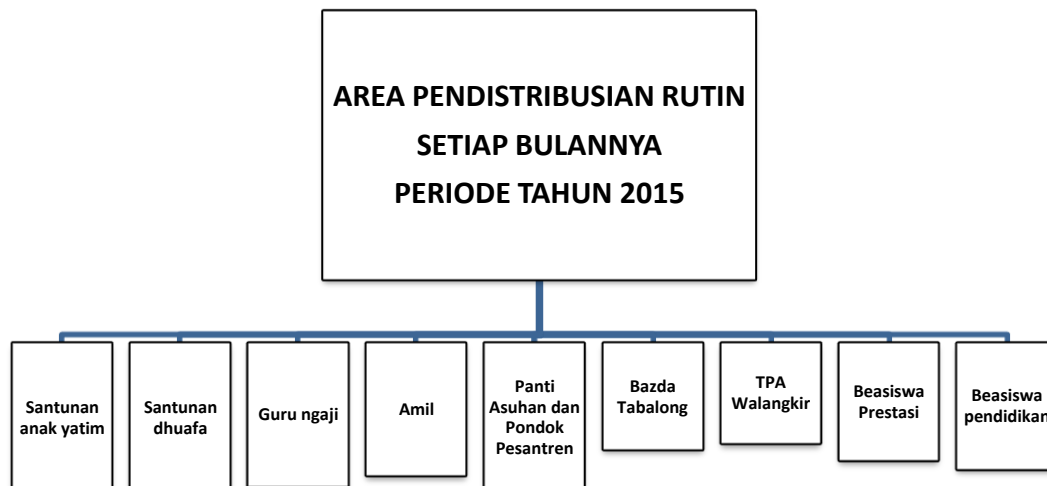 AREA PENDISTRIBUSIAN RUTIN
SETIAP BULANNYA
PERIODE TAHUN 2015
Santunan
anak yatim
Santunan
dhuafa
Guru ngaji
Amil
Panti
Asuhan dan
Pondok
Pesantren
Bazda
Tabalong
TPA
Walangkir
Beasiswa
Prestasi
Beasiswa
pendidikan